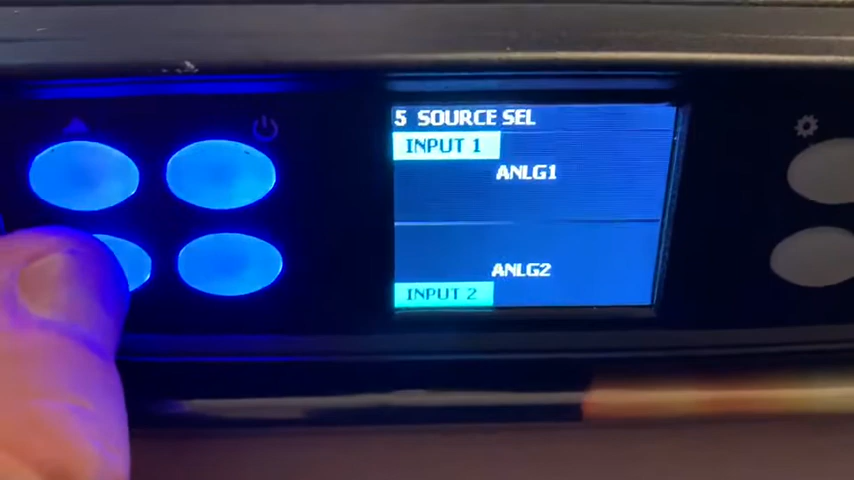 5 SOURCE SEL
INPUT 1
ANLG1
ANLG2
INPUT 2